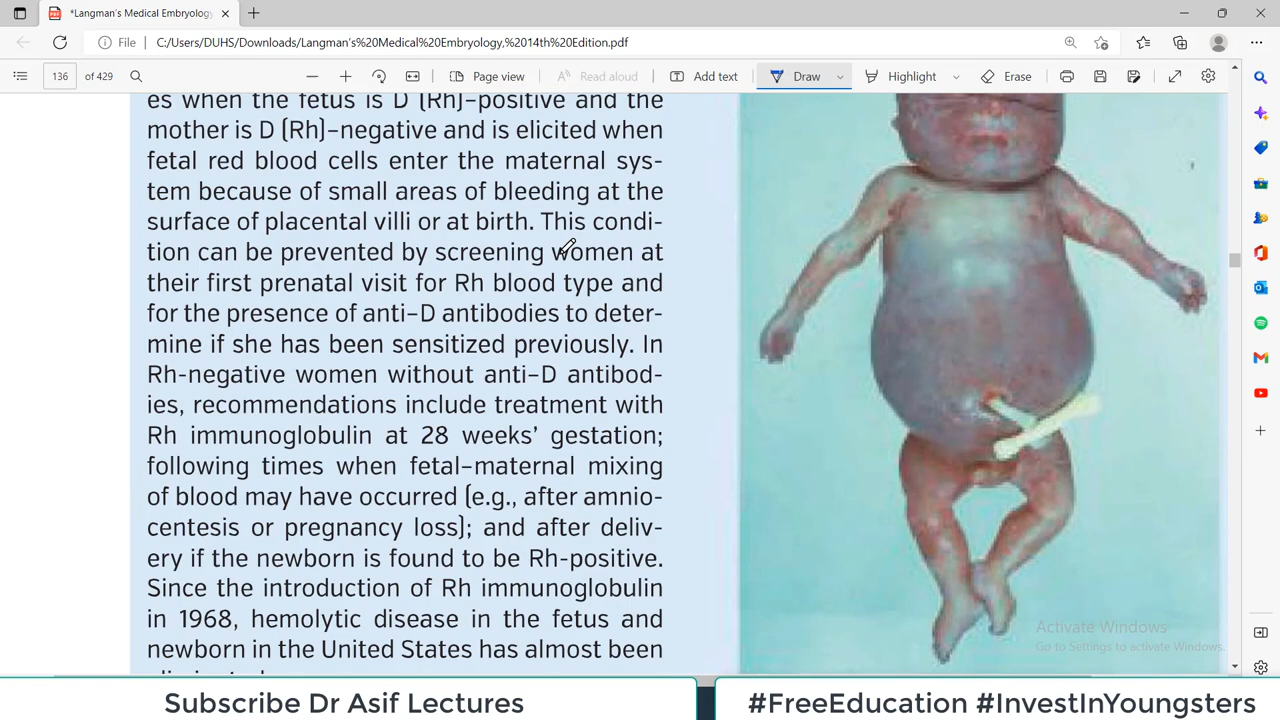 *Langman's Medical Embryology
File
C:/Users/DUHS/Downloads/Langman's%20Medical%20Embryology,%2014th%20Edition.pdf
136 of 429
Page view
Read aloud
Add text
Draw
Highlight
Erase
es when the fetus is D (Rh)–positive and the
mother is D (Rh)–negative and is elicited when
fetal red blood cells enter the maternal sys-
tem because of small areas of bleeding at the
surface of placental villi or at birth. This condi-
tion can be prevented by screening women at
their first prenatal visit for Rh blood type and
for the presence of anti–D antibodies to deter-
mine if she has been sensitized previously. In
Rh-negative women without anti–D antibod-
ies, recommendations include treatment with
Rh immunoglobulin at 28 weeks' gestation;
following times when fetal–maternal mixing
of blood may have occurred (e.g., after amnio-
centesis or pregnancy loss); and after deliv-
ery if the newborn is found to be Rh-positive.
Since the introduction of Rh immunoglobulin
in 1968, hemolytic disease in the fetus and
newborn in the United States has almost been
Activate Windows
Go to Settings to activate Windows.
Subscribe Dr Asif Lectures
#FreeEducation #InvestInYoungsters